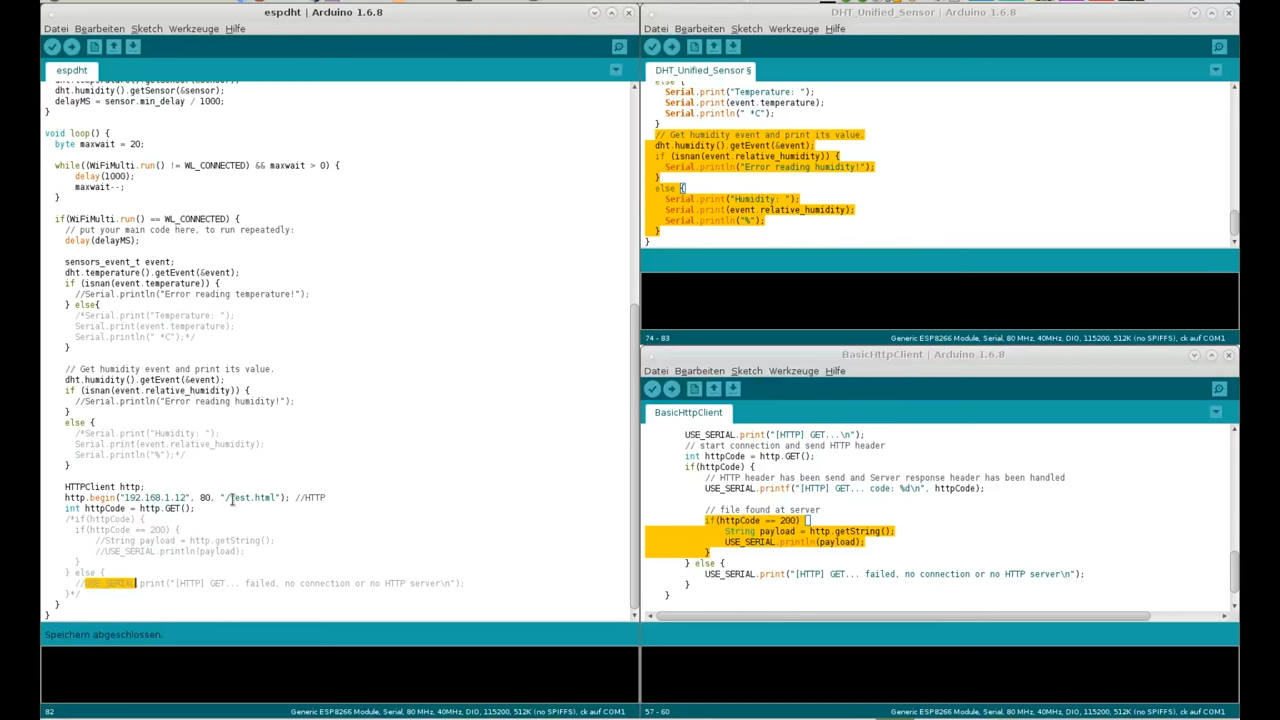 espdht | Arduino 1.6.8
Datei Bearbeiten Sketch Werkzeuge Hilfe
espdht
dht.humidity().getSensor(&sensor);
delayMS = sensor.min_delay / 1000;
}
void loop() {
byte maxwait = 20;
while((WiFiMulti.run() != WL_CONNECTED) && maxwait > 0) {
delay(1000);
maxwait--;
}
if(WiFiMulti.run() == WL_CONNECTED) {
// put your main code here, to run repeatedly:
delay(delayMS);
sensors_event_t event;
dht.temperature().getEvent(&event);
if (isnan(event.temperature)) {
//Serial.println("Error reading temperature!");
} else{
/*Serial.print("Temperature: ");
Serial.print(event.temperature);
Serial.println(" *C");*/
}
// Get humidity event and print its value.
dht.humidity().getEvent(&event);
if (isnan(event.relative_humidity)) {
//Serial.println("Error reading humidity!");
}
else {
/*Serial.print("Humidity: ");
Serial.print(event.relative_humidity);
Serial.println("%");*/
}
HTTPClient http;
http.begin("192.168.1.12", 80, "/test.html"); //HTTP
int httpCode = http.GET();
/*if(httpCode) {
if(httpCode == 200) {
//String payload = http.getString();
//USE_SERIAL.println(payload);
}
} else {
//USE_SERIAL.print("[HTTP] GET... failed, no connection or no HTTP server\n");
}*/
}
}
Speichern abgeschlossen.
82
Generic ESP8266 Module, Serial, 80 MHz, 40MHz, DIO, 115200, 512K (no SPIFFS), ck auf COM1
DHT_Unified_Sensor | Arduino 1.6.8
Datei Bearbeiten Sketch Werkzeuge Hilfe
DHT_Unified_Sensor §
else {
Serial.print("Temperature: ");
Serial.print(event.temperature);
Serial.println(" *C");
}
// Get humidity event and print its value.
dht.humidity().getEvent(&event);
if (isnan(event.relative_humidity)) {
Serial.println("Error reading humidity!");
}
else {
Serial.print("Humidity: ");
Serial.print(event.relative_humidity);
Serial.println("%");
}
}
74 - 83
Generic ESP8266 Module, Serial, 80 MHz, 40MHz, DIO, 115200, 512K (no SPIFFS), ck auf COM1
BasicHttpClient | Arduino 1.6.8
Datei Bearbeiten Sketch Werkzeuge Hilfe
BasicHttpClient
USE_SERIAL.print("[HTTP] GET...\n");
// start connection and send HTTP header
int httpCode = http.GET();
if(httpCode) {
// HTTP header has been send and Server response header has been handled
USE_SERIAL.printf("[HTTP] GET... code: %d\n", httpCode);
// file found at server
if(httpCode == 200) {
String payload = http.getString();
USE_SERIAL.println(payload);
}
} else {
USE_SERIAL.print("[HTTP] GET... failed, no connection or no HTTP server\n");
}
}
57 - 60
Generic ESP8266 Module, Serial, 80 MHz, 40MHz, DIO, 115200, 512K (no SPIFFS), ck auf COM1